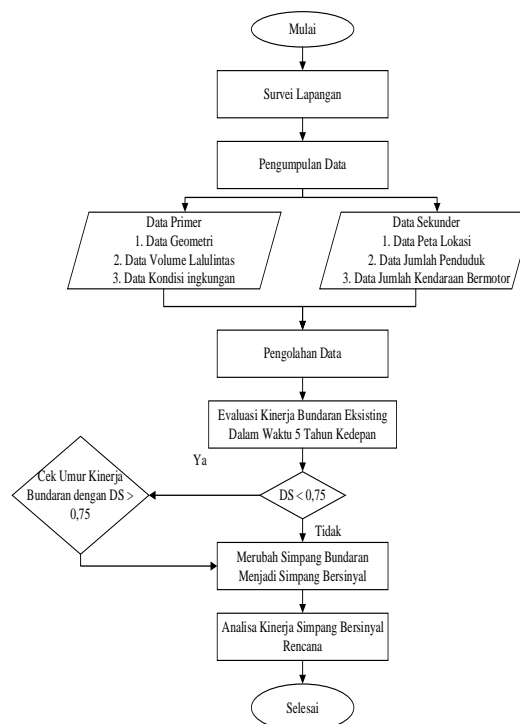 Mulai
Survei Lapangan
Pengumpulan Data
Data Primer
1. Data Geometri
2. Data Volume Lalulintas
3. Data Kondisi ingkungan
Data Sekunder
1. Data Peta Lokasi
2. Data Jumlah Penduduk
3. Data Jumlah Kendaraan Bermotor
Pengolahan Data
Evaluasi Kinerja Bundaran Eksisting
Dalam Waktu 5 Tahun Kedepan
Ya
Cek Umur Kinerja
Bundaran dengan DS >
0,75
DS < 0,75
Tidak
Merubah Simpang Bundaran
Menjadi Simpang Bersinyal
Analisa Kinerja Simpang Bersinyal
Rencana
Selesai